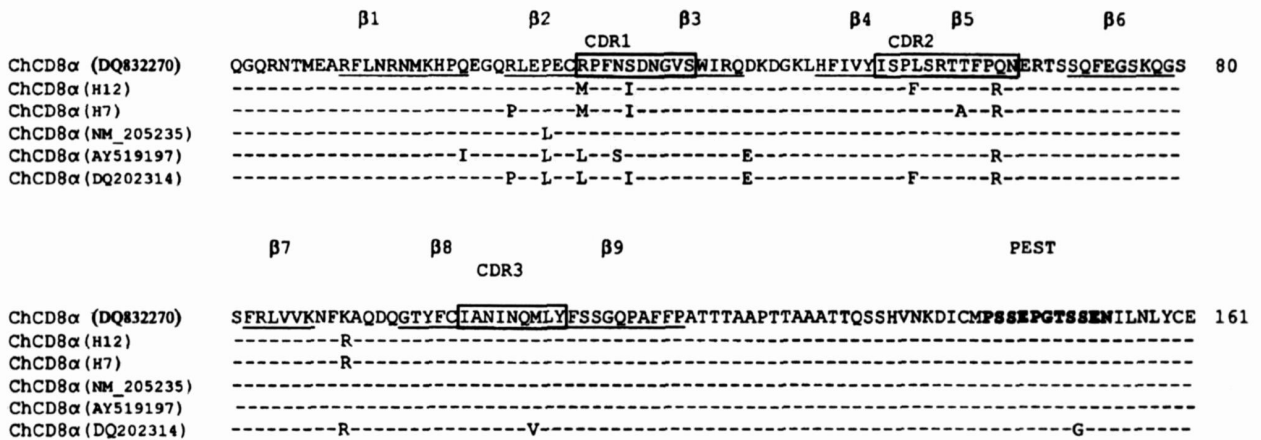 β1 β2 β3 β4 β5 β6
CDR1 CDR2
ChCD8α (DQ832270) QGQRNTMEARFLNRNMKHPQEGQRLEPECRPFNSDNGVSWIRQDKDGKLHFIVYISPLSRTTFPQNERTSSQFEGSKQGS 80
ChCD8α(H12) -----------------------------M---I-----------------------F------R---------------
ChCD8α(H7) -----------------------P-----M---I---------------------------A--R---------------
ChCD8α(NM_205235) --------------------------L-----------------------------------------------------
ChCD8α(AY519197) -------------------I------L--L--S----------E--------------------R---------------
ChCD8α(DQ202314) -----------------------P--L--L---I---------E-------------F------R---------------
β7 β8 β9 PEST
CDR3
ChCD8α (DQ832270) SFRLVVKNFKAQDQGTYFCIANINQMLYFSSGQPAFFPATTTAAPTTAAATTQSSHVNKDICMPSSEPGTSSENILNLYCE 161
ChCD8α(H12) ---------R-----------------------------------------------------------------------
ChCD8α(H7) ---------R-----------------------------------------------------------------------
ChCD8α(NM_205235) ---------------------------------------------------------------------------------
ChCD8α(AY519197) ---------------------------------------------------------------------------------
ChCD8α(DQ202314) ---------R---------------V---------------------------------------------G---------